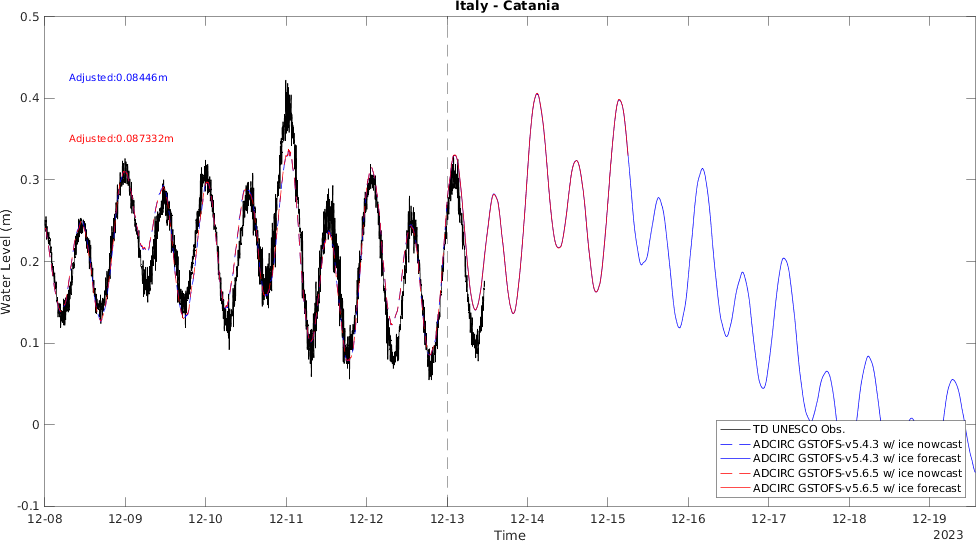 Italy - Catania
0.5
0.4
0.3
0.2
0.1
0
-0.1
Water Level (m)
Adjusted:0.08446m
Adjusted:0.087332m
TD UNESCO Obs.
ADCIRC GSTOFS-v5.4.3 w/ ice nowcast
ADCIRC GSTOFS-v5.4.3 w/ ice forecast
ADCIRC GSTOFS-v5.6.5 w/ ice nowcast
ADCIRC GSTOFS-v5.6.5 w/ ice forecast
12-08 12-09 12-10 12-11 12-12 12-13 12-14 12-15 12-16 12-17 12-18 12-19
Time
2023